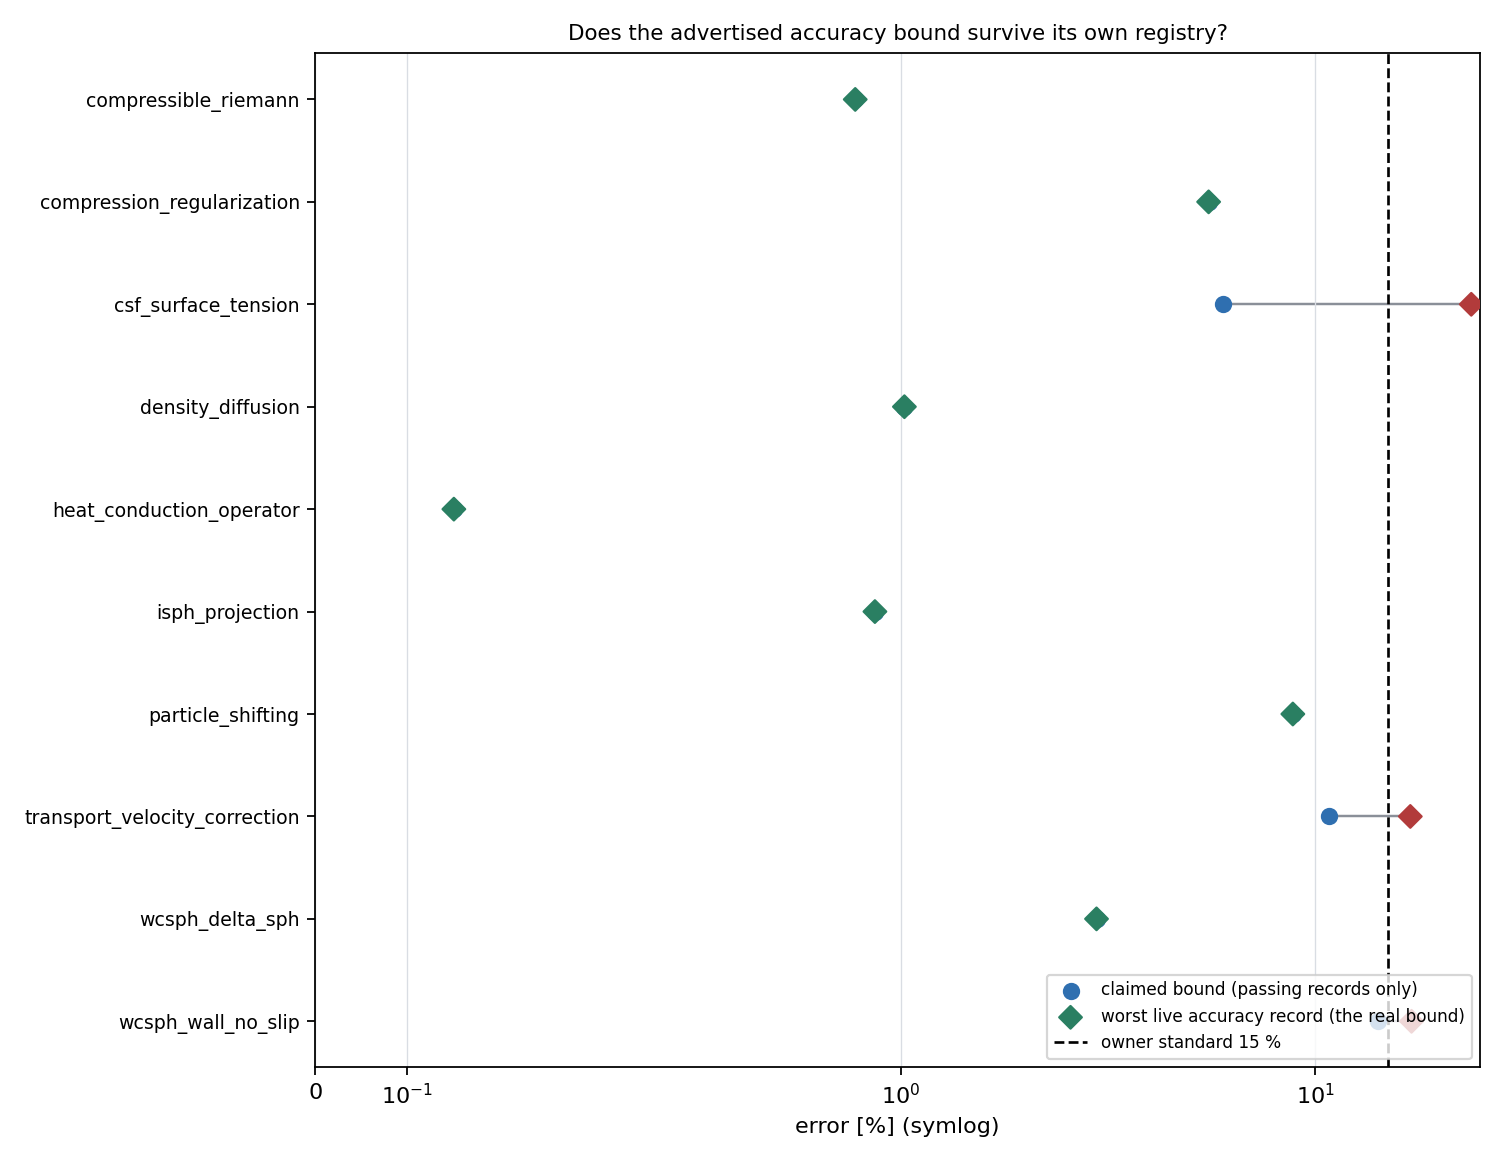 Does the advertised accuracy bound survive its own registry?
compressible_riemann
compression_regularization
csf_surface_tension
density_diffusion
heat_conduction_operator
isph_projection
particle_shifting
transport_velocity_correction
wcsph_delta_sph
wcsph_wall_no_slip
claimed bound (passing records only)
worst live accuracy record (the real bound)
owner standard 15 %
0 10⁻¹ 10⁰ 10¹
error [%] (symlog)